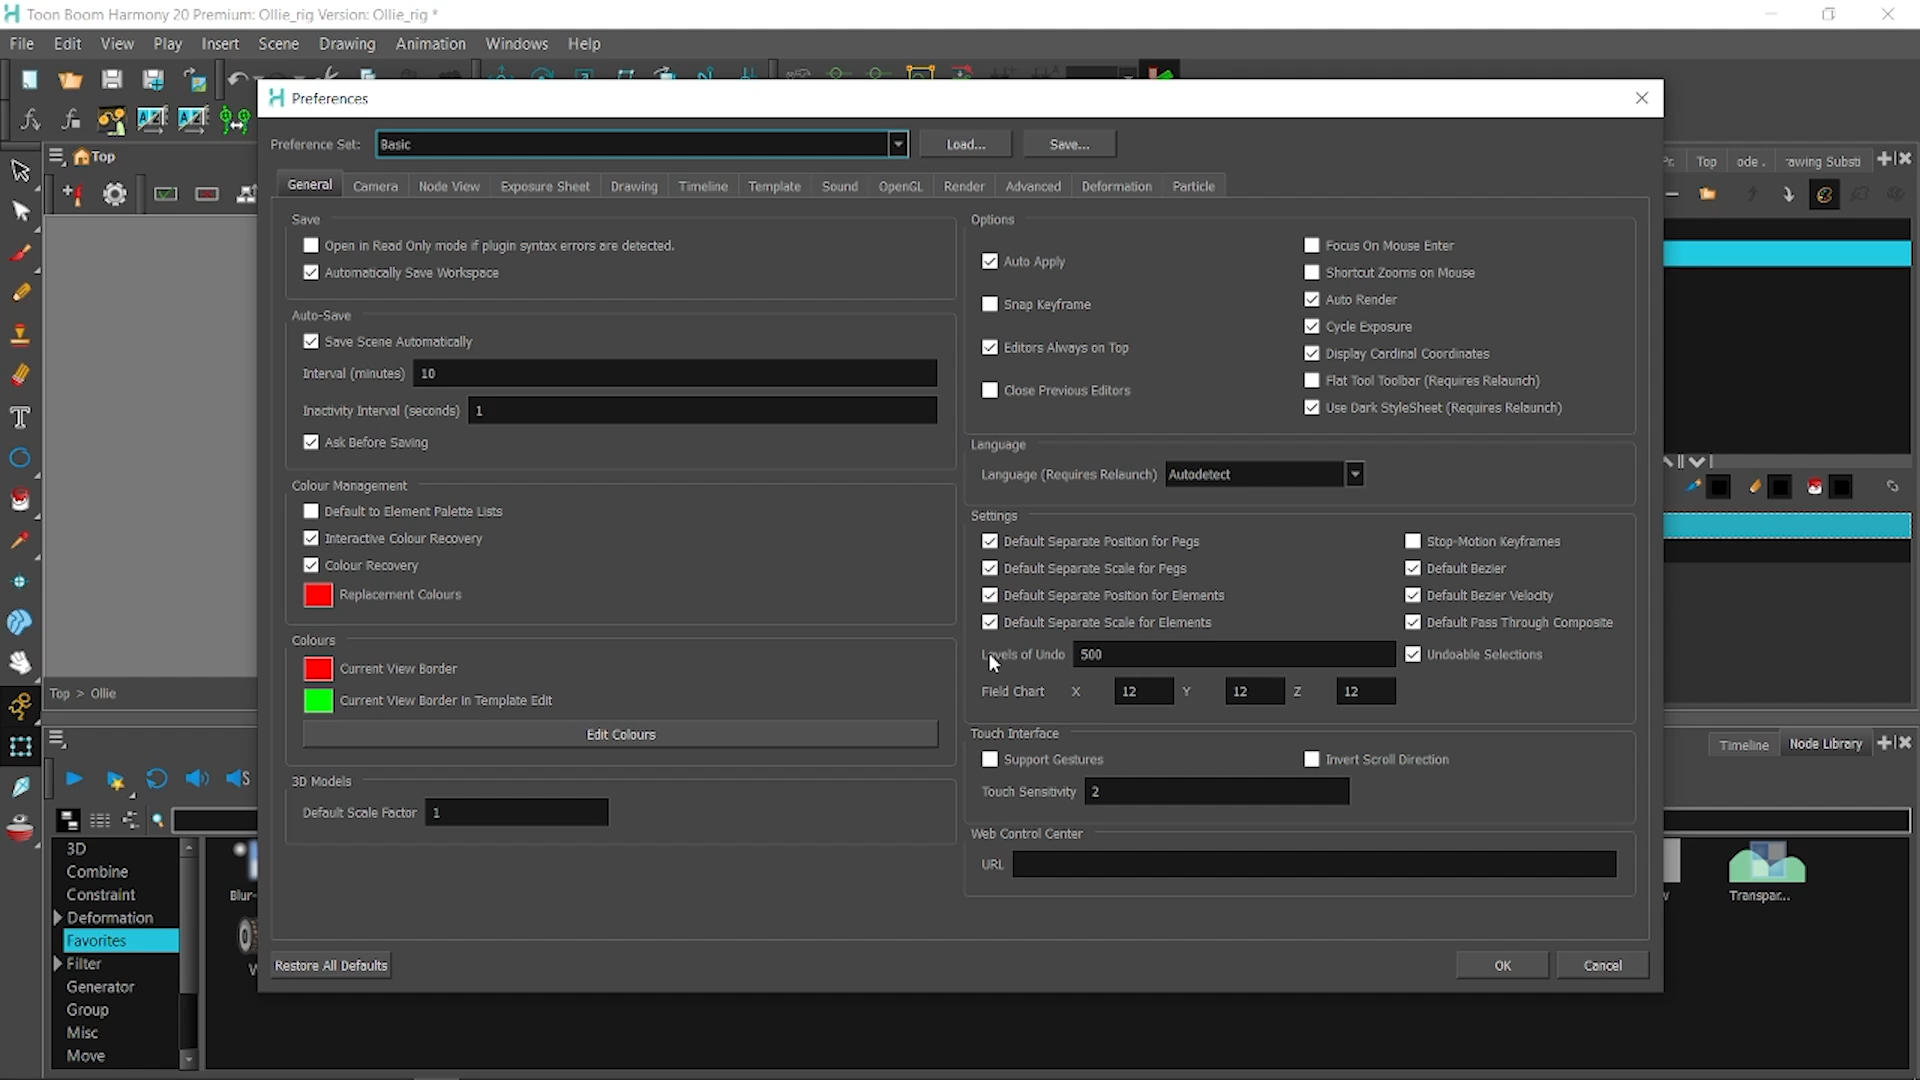 Toon Boom Harmony 20 Premium: Ollie_rig Version: Ollie_rig *
File Edit View Play Insert Scene Drawing Animation Windows Help
Preferences
Preference Set: Basic Load... Save...
Top
Top
rawing Substi
General Camera Node View Exposure Sheet Drawing Timeline Template Sound OpenGL Render Advanced Deformation Particle
Save
Open in Read Only mode if plugin syntax errors are detected.
Automatically Save Workspace
Auto-Save
Save Scene Automatically
Interval (minutes) 10
Inactivity Interval (seconds) 1
Ask Before Saving
Colour Management
Default to Element Palette Lists
Interactive Colour Recovery
Colour Recovery
Replacement Colours
Colours
Current View Border
Current View Border in Template Edit
Edit Colours
3D Models
Default Scale Factor 1
Options
Auto Apply
Snap Keyframe
Editors Always on Top
Close Previous Editors
Focus On Mouse Enter
Shortcut Zooms on Mouse
Auto Render
Cycle Exposure
Display Cardinal Coordinates
Flat Tool Toolbar (Requires Relaunch)
Use Dark StyleSheet (Requires Relaunch)
Language
Language (Requires Relaunch) Autodetect
Settings
Default Separate Position for Pegs
Default Separate Scale for Pegs
Default Separate Position for Elements
Default Separate Scale for Elements
Stop-Motion Keyframes
Default Bezier
Default Bezier Velocity
Default Pass Through Composite
Levels of Undo 500 Undoable Selections
Field Chart X 12 Y 12 Z 12
Touch Interface
Support Gestures Invert Scroll Direction
Touch Sensitivity 2
Web Control Center
URL
Restore All Defaults OK Cancel
Top > Ollie
Timeline Node Library
3D
Combine
Constraint
Deformation
Favorites
Filter
Generator
Group
Misc
Move
Blur-
Transpar...